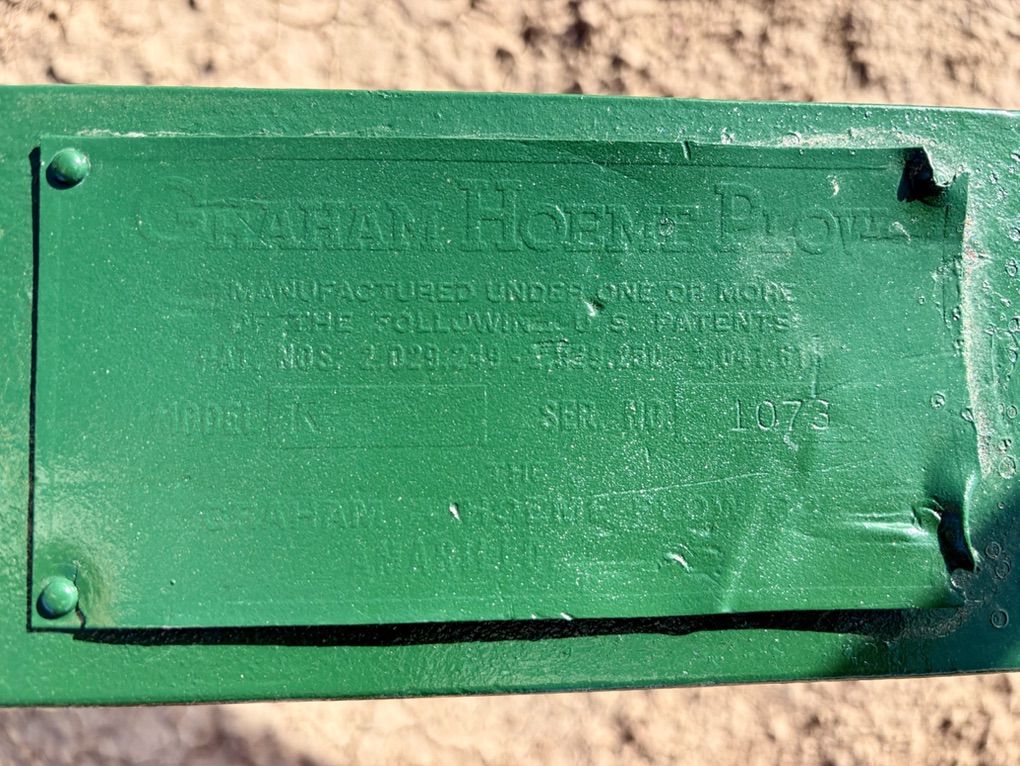 GRAHAM HOEME PLOW
MANUFACTURED UNDER ONE OR MORE
OF THE FOLLOWING U.S. PATENTS
PAT. NOS. 2.029.249 -
MODEL K- SER. NO. 1073
THE
GRAHAM HOEME PLOW CO